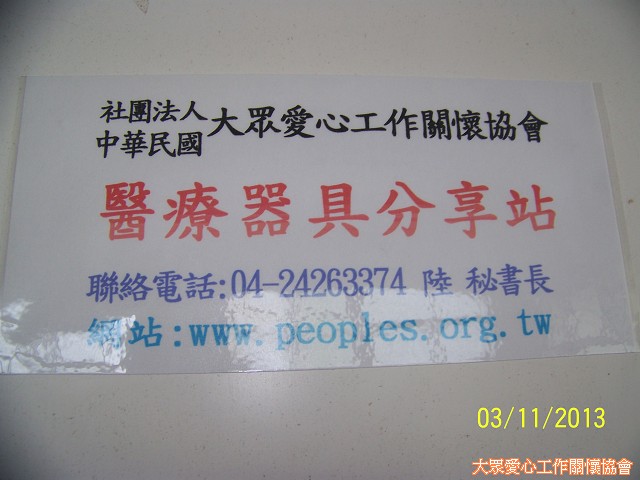 社團法人
中華民國
大眾愛心工作關懷協會
醫療器具分享站
聯絡電話:04-24263374 陸 秘書長
網站:www.peoples.org.tw
03/11/2013
大眾愛心工作關懷協會